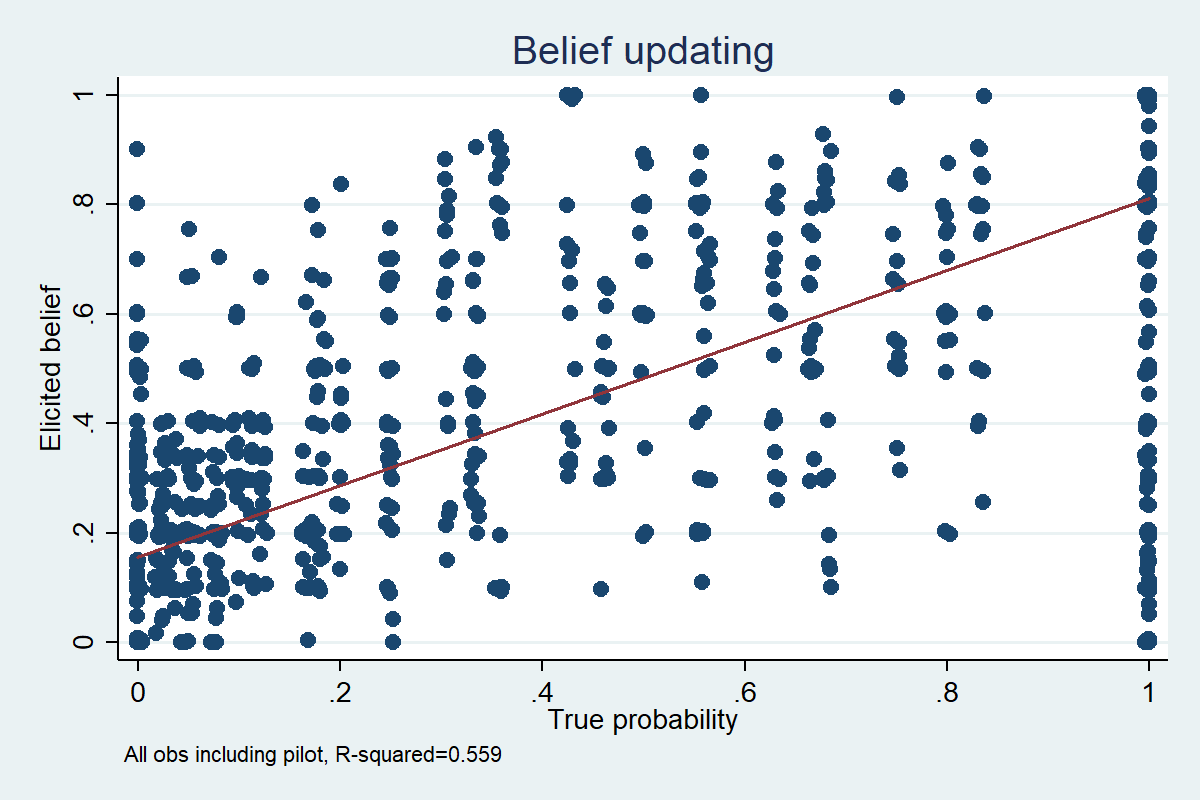 Belief updating
Elicited belief
1
.8
.6
.4
.2
0
0 .2 .4 .6 .8 1
True probability
All obs including pilot, R-squared=0.559